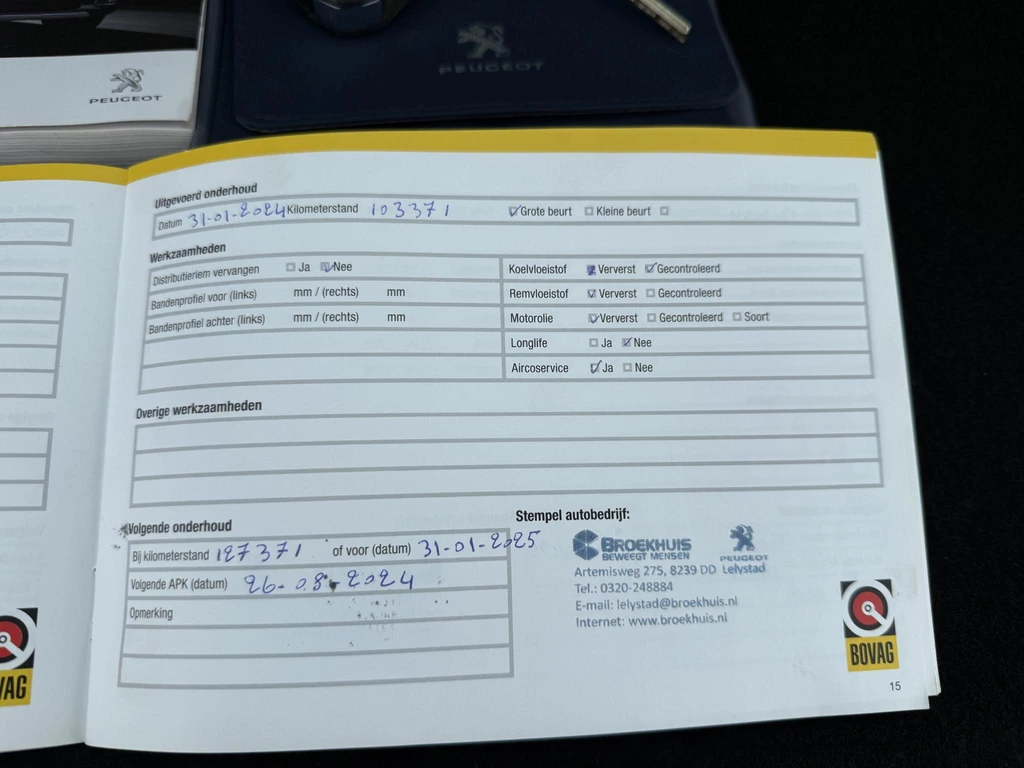 PEUGEOT
PEUGEOT
Uitgevoerd onderhoud
Datum 31-01-2024 Kilometerstand 103371 Grote beurt Kleine beurt
Werkzaamheden
Distributieriem vervangen Ja Nee
Bandenprofiel voor (links) mm / (rechts) mm
Bandenprofiel achter (links) mm / (rechts) mm
Koelvloeistof Ververst Gecontroleerd
Remvloeistof Ververst Gecontroleerd
Motorolie Ververst Gecontroleerd Soort
Longlife Ja Nee
Aircoservice Ja Nee
Overige werkzaamheden
Volgende onderhoud
Bij kilometerstand 127371 of voor (datum) 31-01-2025
Volgende APK (datum) 26-08-2024
Opmerking
Stempel autobedrijf:
BROEKHUIS
BEWEEGT MENSEN
PEUGEOT
Artemisweg 275, 8239 DD Lelystad
Tel.: 0320-248884
E-mail: lelystad@broekhuis.nl
Internet: www.broekhuis.nl
BOVAG
VAG
15